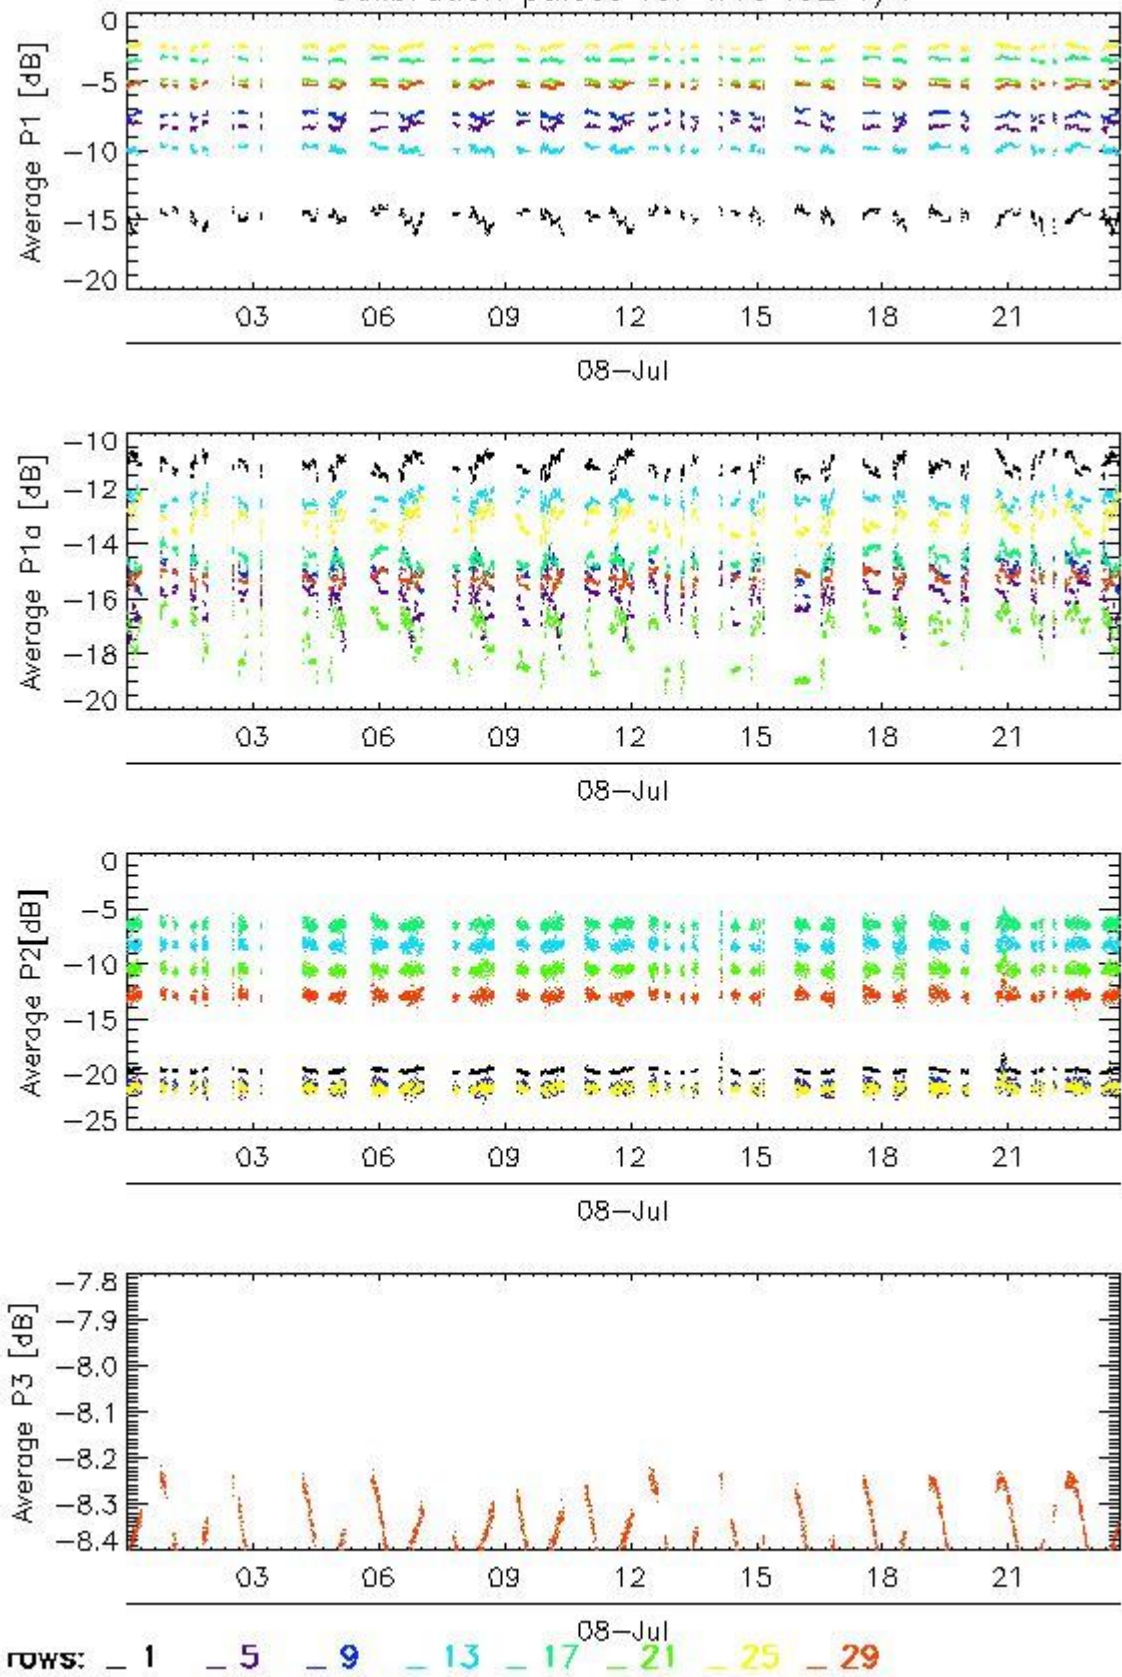 Average P1 [dB]
0
−5
−10
−15
−20
03 06 09 12 15 18 21
08−Jul
Average P1a [dB]
−10
−12
−14
−16
−18
−20
03 06 09 12 15 18 21
08−Jul
Average P2[dB]
0
−5
−10
−15
−20
−25
03 06 09 12 15 18 21
08−Jul
Average P3 [dB]
−7.8
−7.9
−8.0
−8.1
−8.2
−8.3
−8.4
03 06 09 12 15 18 21
08−Jul
rows: _ 1 _ 5 _ 9 _ 13 _ 17 _ 21 _ 25 _ 29